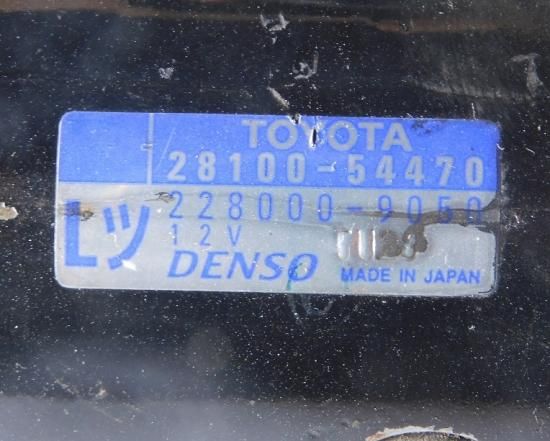 TOYOTA
28100-54470
Lツ
228000-9050
12V
DENSO
MADE IN JAPAN